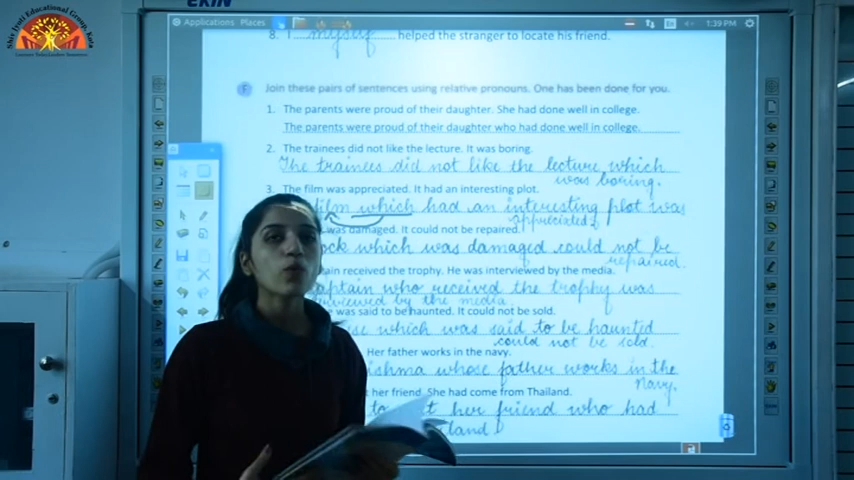 EKIN
Shiv Jyoti Educational Group, Kota
Applications Places
1:39 PM
8. I myself helped the stranger to locate his friend.
F Join these pairs of sentences using relative pronouns. One has been done for you.
1. The parents were proud of their daughter. She had done well in college.
The parents were proud of their daughter who had done well in college.
2. The trainees did not like the lecture. It was boring.
The trainees did not like the lecture which
was boring.
3. The film was appreciated. It had an interesting plot.
film which had an interesting plot was
appreciated
was damaged. It could not be repaired.
ock which was damaged could not be
repaired.
tain received the trophy. He was interviewed by the media.
aptain who received the trophy was
erviewed by the media.
e was said to be haunted. It could not be sold.
se which was said to be haunted
could not be sold.
Her father works in the navy.
ishma whose father works in the
navy.
her friend. She had come from Thailand.
to her friend who had
land